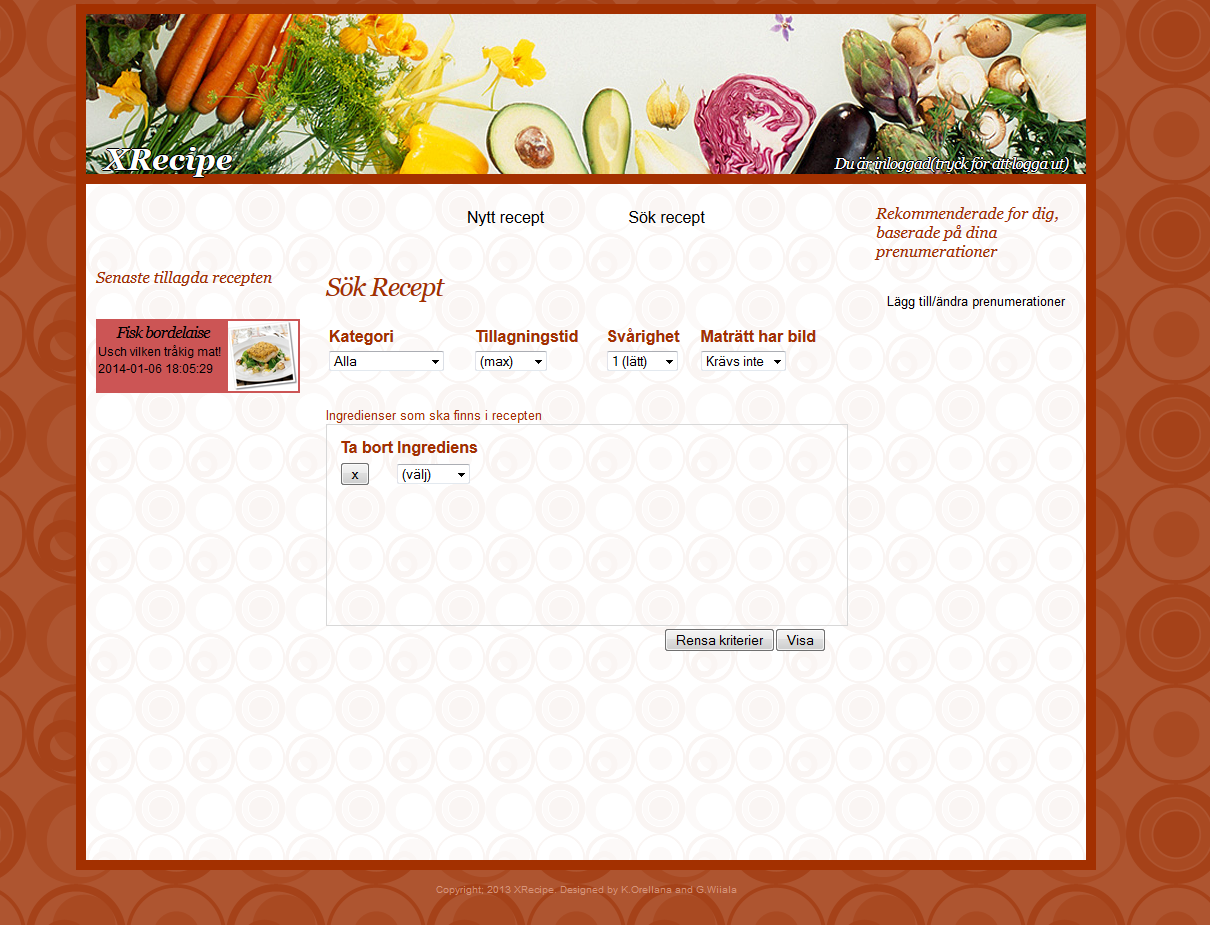 XRecipe
Du är inloggad(tryck för att logga ut)
Nytt recept
Sök recept
Senaste tillagda recepten
Fisk bordelaise
Usch vilken tråkig mat!
2014-01-06 18:05:29
Sök Recept
Kategori Tillagningstid Svårighet Maträtt har bild
Alla (max) 1 (lätt) Krävs inte
Ingredienser som ska finns i recepten
Ta bort Ingrediens
x (välj)
Rensa kriterier Visa
Rekommenderade for dig,
baserade på dina
prenumerationer
Lägg till/ändra prenumerationer
Copyright; 2013 XRecipe. Designed by K.Orellana and G.Wiiala